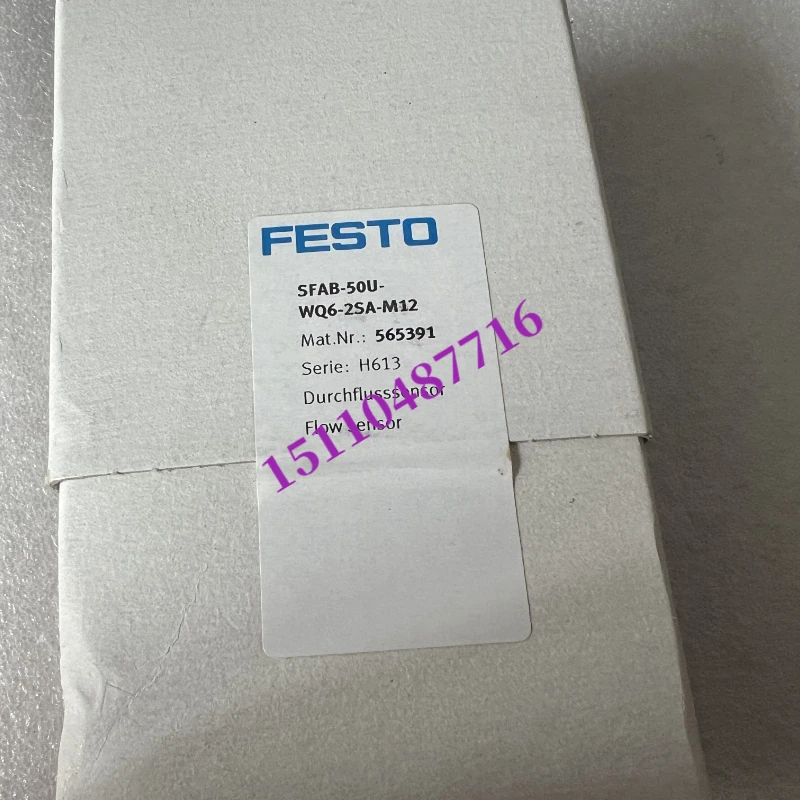 FESTO
SFAB-50U-
WQ6-2SA-M12
Mat.Nr.: 565391
Serie: H613
Durchflusssensor
Flow sensor
15110487716